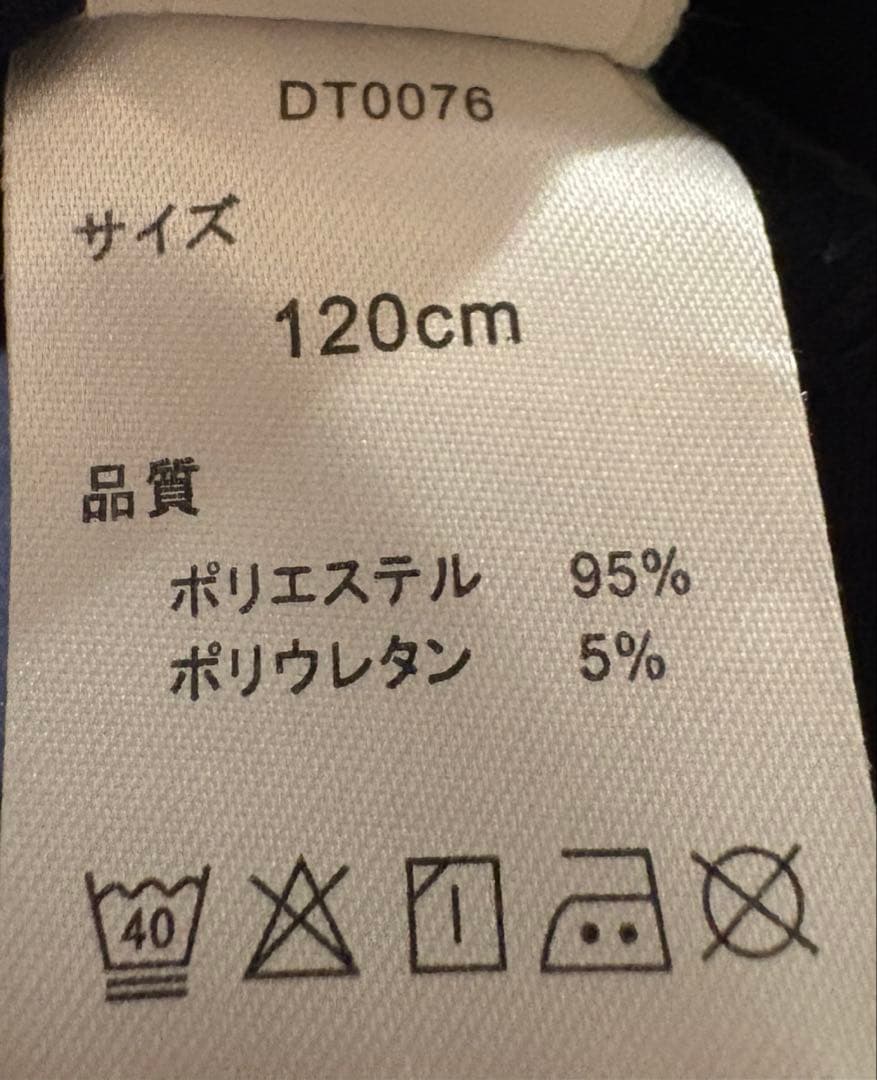 DT0076
サイズ
120cm
品質
ポリエステル 95%
ポリウレタン 5%
40